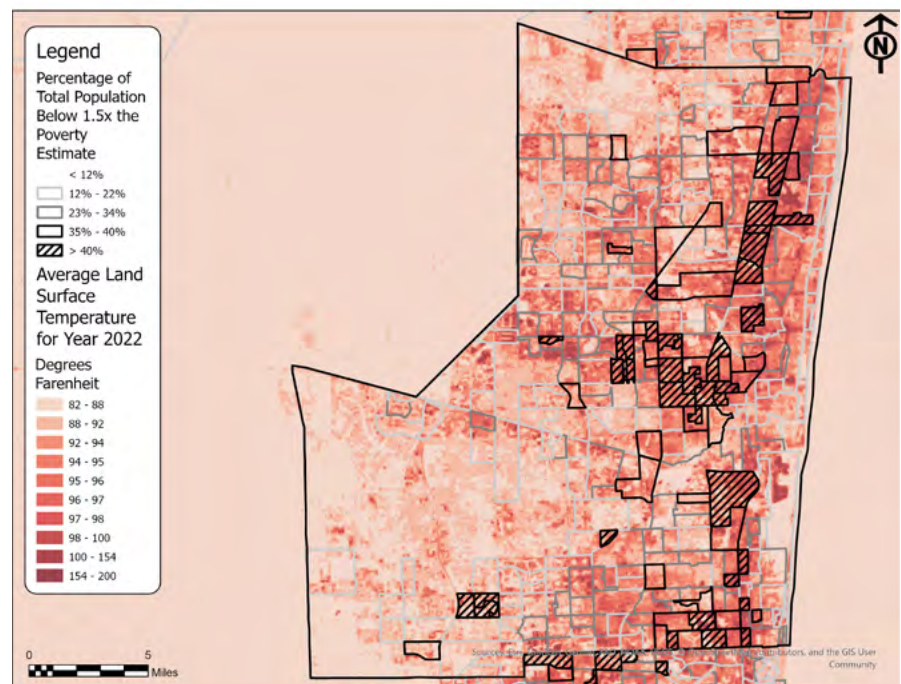 Legend
Percentage of
Total Population
Below 1.5x the
Poverty
Estimate
< 12%
12% - 22%
23% - 34%
35% - 40%
> 40%
Average Land
Surface
Temperature
for Year 2022
Degrees
Farenheit
82 - 88
88 - 92
92 - 94
94 - 95
95 - 96
96 - 97
97 - 98
98 - 100
100 - 154
154 - 200
N
0 5
Miles
contributors, and the GIS User
Community